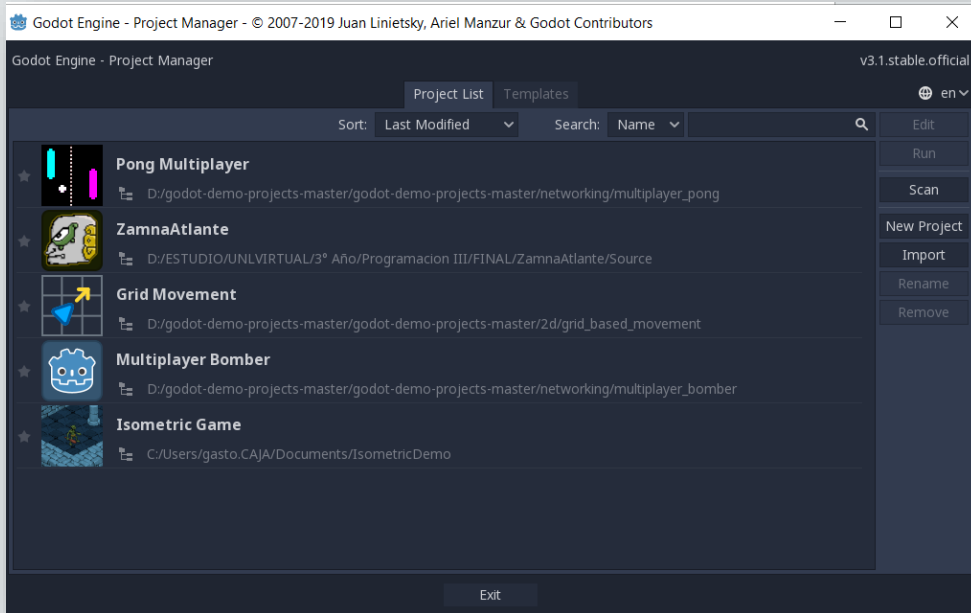 Godot Engine - Project Manager - © 2007-2019 Juan Linietsky, Ariel Manzur & Godot Contributors
Godot Engine - Project Manager
v3.1.stable.official
Project List
Templates
en
Sort:
Last Modified
Search:
Name
Edit
Run
Scan
New Project
Import
Rename
Remove
Pong Multiplayer
D:/godot-demo-projects-master/godot-demo-projects-master/networking/multiplayer_pong
ZamnaAtlante
D:/ESTUDIO/UNLVIRTUAL/3° Año/Programacion III/FINAL/ZamnaAtlante/Source
Grid Movement
D:/godot-demo-projects-master/godot-demo-projects-master/2d/grid_based_movement
Multiplayer Bomber
D:/godot-demo-projects-master/godot-demo-projects-master/networking/multiplayer_bomber
Isometric Game
C:/Users/gasto.CAJA/Documents/IsometricDemo
Exit